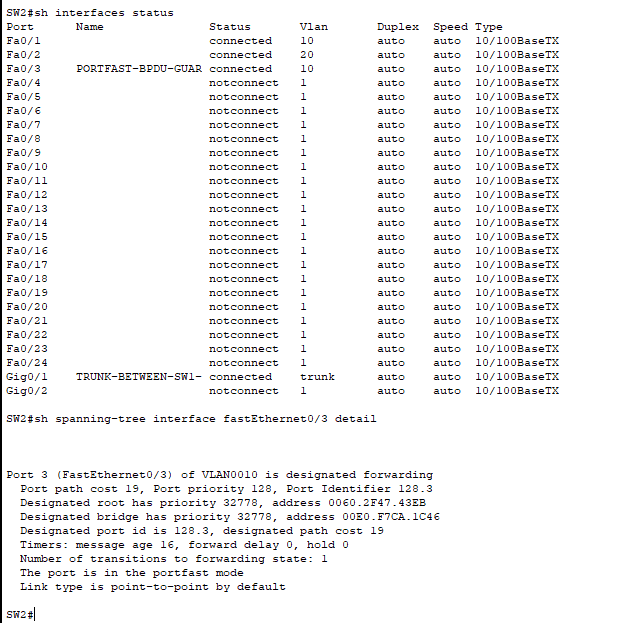 SW2#sh interfaces status
Port      Name               Status       Vlan       Duplex  Speed Type
Fa0/1                        connected    10         auto    auto  10/100BaseTX
Fa0/2                        connected    20         auto    auto  10/100BaseTX
Fa0/3     PORTFAST-BPDU-GUAR connected    10         auto    auto  10/100BaseTX
Fa0/4                        notconnect   1          auto    auto  10/100BaseTX
Fa0/5                        notconnect   1          auto    auto  10/100BaseTX
Fa0/6                        notconnect   1          auto    auto  10/100BaseTX
Fa0/7                        notconnect   1          auto    auto  10/100BaseTX
Fa0/8                        notconnect   1          auto    auto  10/100BaseTX
Fa0/9                        notconnect   1          auto    auto  10/100BaseTX
Fa0/10                       notconnect   1          auto    auto  10/100BaseTX
Fa0/11                       notconnect   1          auto    auto  10/100BaseTX
Fa0/12                       notconnect   1          auto    auto  10/100BaseTX
Fa0/13                       notconnect   1          auto    auto  10/100BaseTX
Fa0/14                       notconnect   1          auto    auto  10/100BaseTX
Fa0/15                       notconnect   1          auto    auto  10/100BaseTX
Fa0/16                       notconnect   1          auto    auto  10/100BaseTX
Fa0/17                       notconnect   1          auto    auto  10/100BaseTX
Fa0/18                       notconnect   1          auto    auto  10/100BaseTX
Fa0/19                       notconnect   1          auto    auto  10/100BaseTX
Fa0/20                       notconnect   1          auto    auto  10/100BaseTX
Fa0/21                       notconnect   1          auto    auto  10/100BaseTX
Fa0/22                       notconnect   1          auto    auto  10/100BaseTX
Fa0/23                       notconnect   1          auto    auto  10/100BaseTX
Fa0/24                       notconnect   1          auto    auto  10/100BaseTX
Gig0/1    TRUNK-BETWEEN-SW1- connected    trunk      auto    auto  10/100BaseTX
Gig0/2                       notconnect   1          auto    auto  10/100BaseTX
SW2#sh spanning-tree interface fastEthernet0/3 detail
Port 3 (FastEthernet0/3) of VLAN0010 is designated forwarding
  Port path cost 19, Port priority 128, Port Identifier 128.3
  Designated root has priority 32778, address 0060.2F47.43EB
  Designated bridge has priority 32778, address 00E0.F7CA.1C46
  Designated port id is 128.3, designated path cost 19
  Timers: message age 16, forward delay 0, hold 0
  Number of transitions to forwarding state: 1
  The port is in the portfast mode
  Link type is point-to-point by default
SW2#